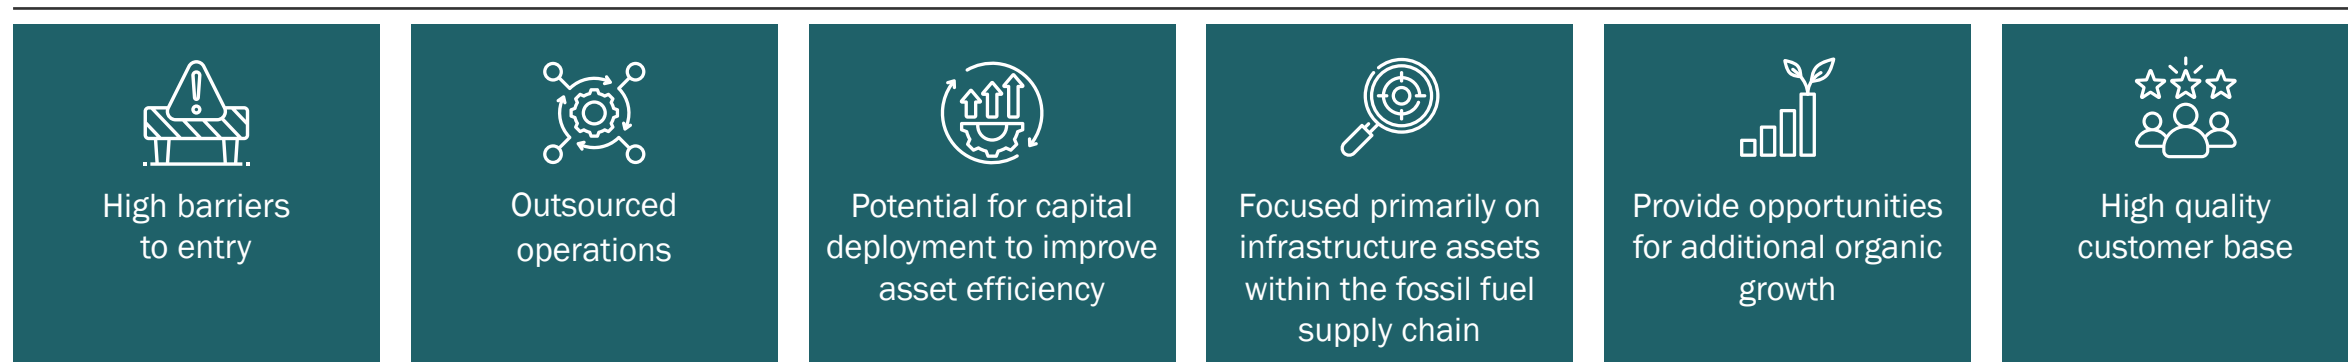 High barriers
to entry
Outsourced
operations
Potential for capital
deployment to improve
asset efficiency
Focused primarily on
infrastructure assets
within the fossil fuel
supply chain
Provide opportunities
for additional organic
growth
High quality
customer base